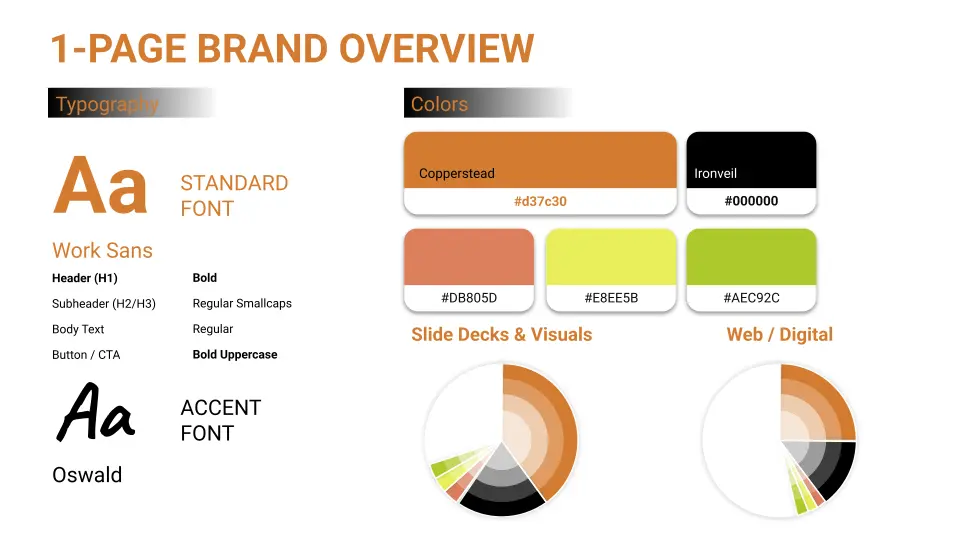 1-PAGE BRAND OVERVIEW
Typography
Aa
STANDARD
FONT
Work Sans
Header (H1) Bold
Subheader (H2/H3) Regular Smallcaps
Body Text Regular
Button / CTA Bold Uppercase
Aa
ACCENT
FONT
Oswald
Colors
Copperstead
#d37c30
Ironveil
#000000
#DB805D
#E8EE5B
#AEC92C
Slide Decks & Visuals
Web / Digital